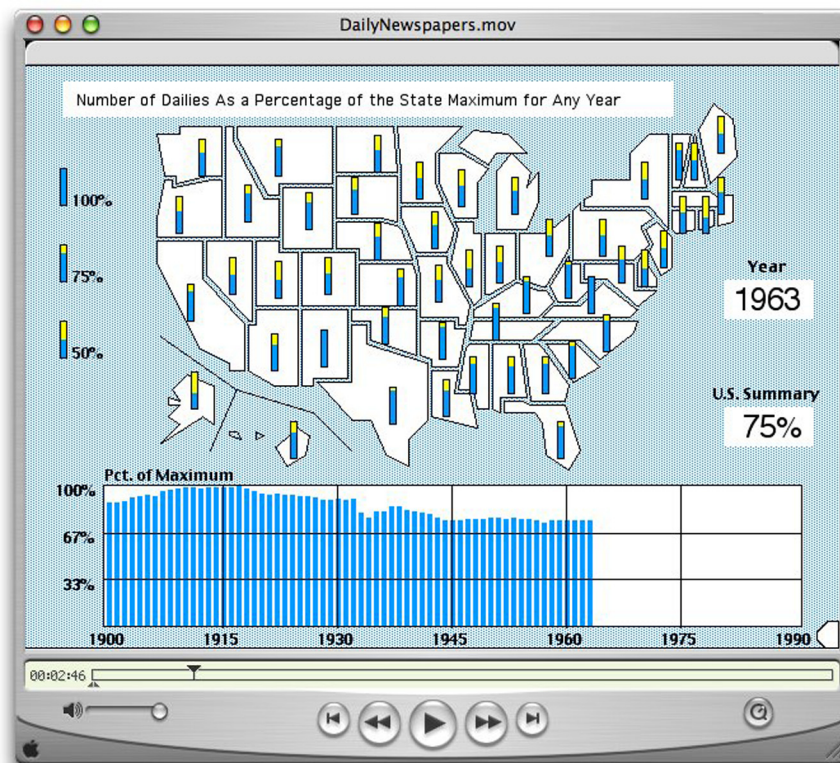 DailyNewspapers.mov
Number of Dailies As a Percentage of the State Maximum for Any Year
100%
75%
50%
Year
1963
U.S. Summary
75%
Pct. of Maximum
100%
67%
33%
1900 1915 1930 1945 1960 1975 1990
00:02:46